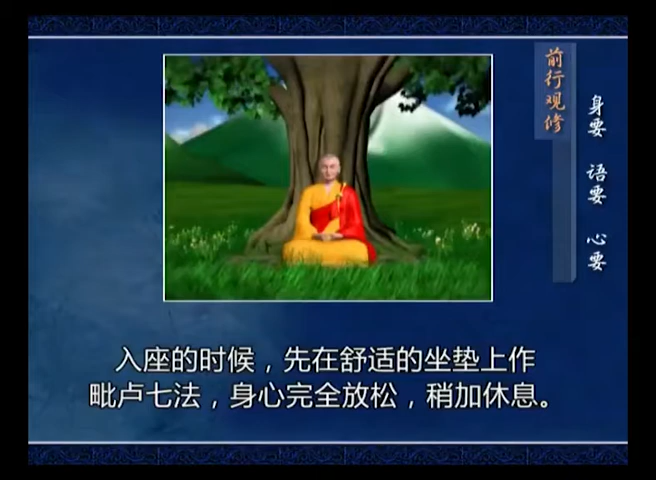 前行观修
身要 语要 心要
入座的时候，先在舒适的坐垫上作
毗卢七法，身心完全放松，稍加休息。